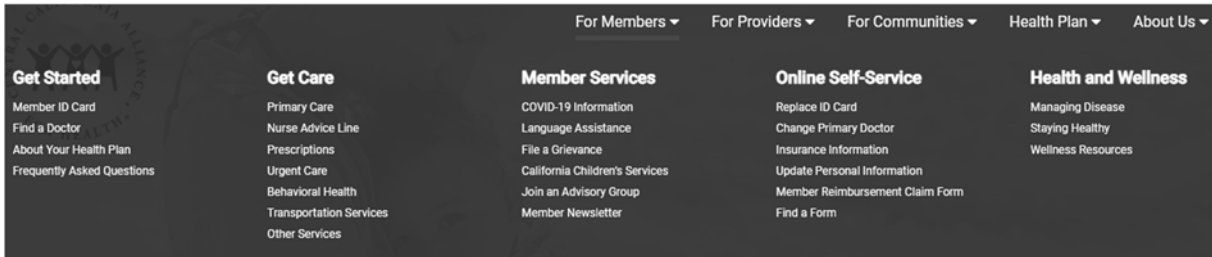 For Members For Providers For Communities Health Plan About Us
CENTRAL CALIFORNIA ALLIANCE
HEALTH
Get Started
Member ID Card
Find a Doctor
About Your Health Plan
Frequently Asked Questions
Get Care
Primary Care
Nurse Advice Line
Prescriptions
Urgent Care
Behavioral Health
Transportation Services
Other Services
Member Services
COVID-19 Information
Language Assistance
File a Grievance
California Children's Services
Join an Advisory Group
Member Newsletter
Online Self-Service
Replace ID Card
Change Primary Doctor
Insurance Information
Update Personal Information
Member Reimbursement Claim Form
Find a Form
Health and Wellness
Managing Disease
Staying Healthy
Wellness Resources